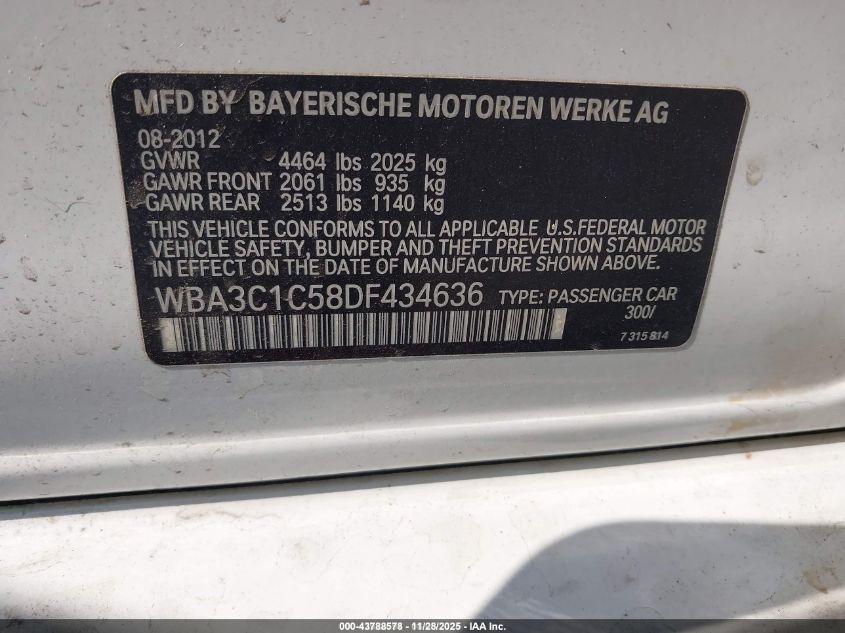 MFD BY BAYERISCHE MOTOREN WERKE AG
08-2012
GVWR 4464 lbs 2025 kg
GAWR FRONT 2061 lbs 935 kg
GAWR REAR 2513 lbs 1140 kg
THIS VEHICLE CONFORMS TO ALL APPLICABLE U.S.FEDERAL MOTOR
VEHICLE SAFETY, BUMPER AND THEFT PREVENTION STANDARDS
IN EFFECT ON THE DATE OF MANUFACTURE SHOWN ABOVE.
WBA3C1C58DF434636 TYPE: PASSENGER CAR
300/
7 315 814
000-43788578 - 11/28/2025 - IAA Inc.